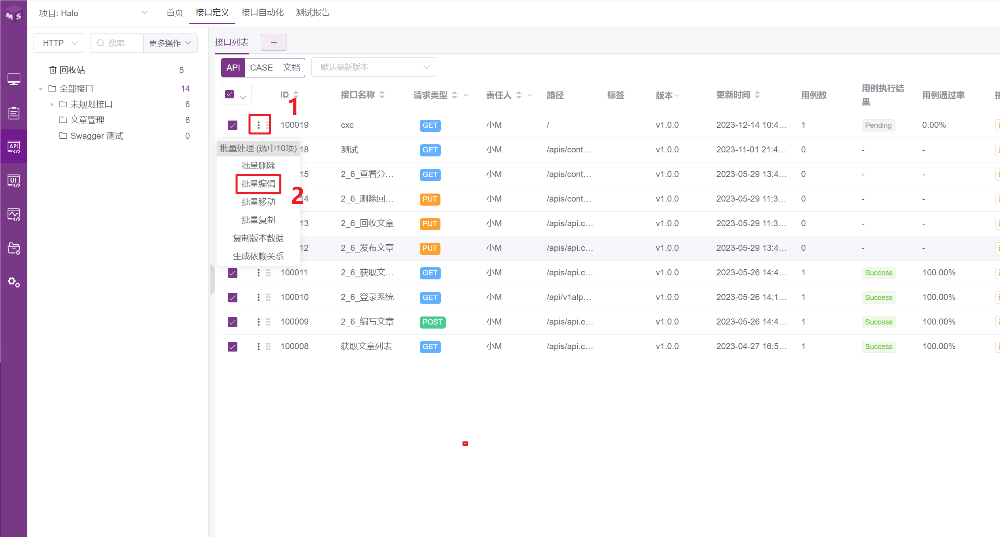 MS
项目: Halo
首页 接口定义 接口自动化 测试报告
HTTP 搜索 更多操作
接口列表 +
回收站 5
全部接口 14
未规划接口 6
文章管理 8
Swagger 测试 0
API
UI
API CASE 文档 默认最新版本
ID 接口名称 请求类型 责任人 路径 标签 版本 更新时间 用例数 用例执行结果 用例通过率
1
100019 cxc GET 小M / v1.0.0 2023-12-14 10:4... 1 Pending 0.00%
批量处理 (选中10项)
批量删除
批量编辑
2
批量移动
批量复制
复制版本数据
生成依赖关系
18 测试 GET 小M /apis/cont... v1.0.0 2023-11-01 21:4... 0 - -
15 2_6_查看分... GET 小M /apis/cont... v1.0.0 2023-05-29 13:4... 0 - -
14 2_6_删除回... PUT 小M /apis/cont... v1.0.0 2023-05-29 11:3... 0 - -
13 2_6_回收文章 PUT 小M /apis/api.c... v1.0.0 2023-05-29 11:3... 0 - -
12 2_6_发布文章 PUT 小M /apis/api.c... v1.0.0 2023-05-29 13:4... 0 - -
100011 2_6_获取文... GET 小M /apis/api.c... v1.0.0 2023-05-26 14:4... 1 Success 100.00%
100010 2_6_登录系统 GET 小M /api/v1alp... v1.0.0 2023-05-26 14:1... 1 Success 100.00%
100009 2_6_编写文章 POST 小M /apis/api.c... v1.0.0 2023-05-26 14:4... 1 Success 100.00%
100008 获取文章列表 GET 小M /apis/api.c... v1.0.0 2023-04-27 16:5... 1 Success 100.00%